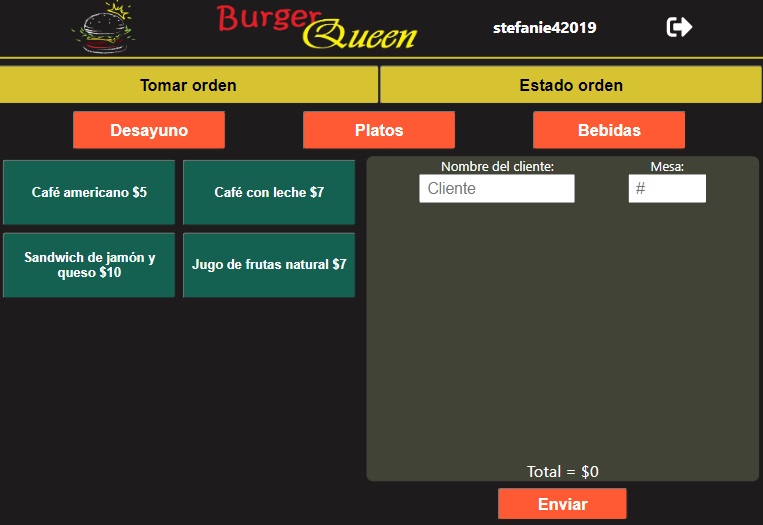 Burger Queen
stefanie42019
Tomar orden
Estado orden
Desayuno
Platos
Bebidas
Café americano $5
Café con leche $7
Sandwich de jamón y
queso $10
Jugo de frutas natural $7
Nombre del cliente:
Mesa:
Cliente
#
Total = $0
Enviar